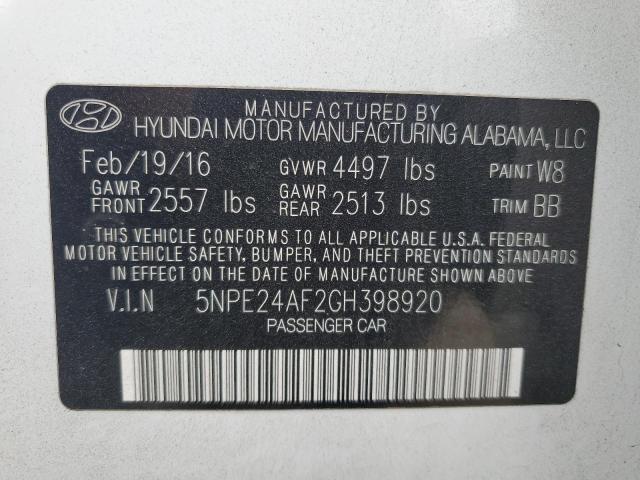 MANUFACTURED BY
HYUNDAI MOTOR MANUFACTURING ALABAMA, LLC
Feb/19/16 GVWR 4497 lbs PAINT W8
GAWR FRONT 2557 lbs GAWR REAR 2513 lbs TRIM BB
THIS VEHICLE CONFORMS TO ALL APPLICABLE U.S.A. FEDERAL
MOTOR VEHICLE SAFETY, BUMPER, AND THEFT PREVENTION STANDARDS
IN EFFECT ON THE DATE OF MANUFACTURE SHOWN ABOVE.
V.I.N 5NPE24AF2GH398920
PASSENGER CAR